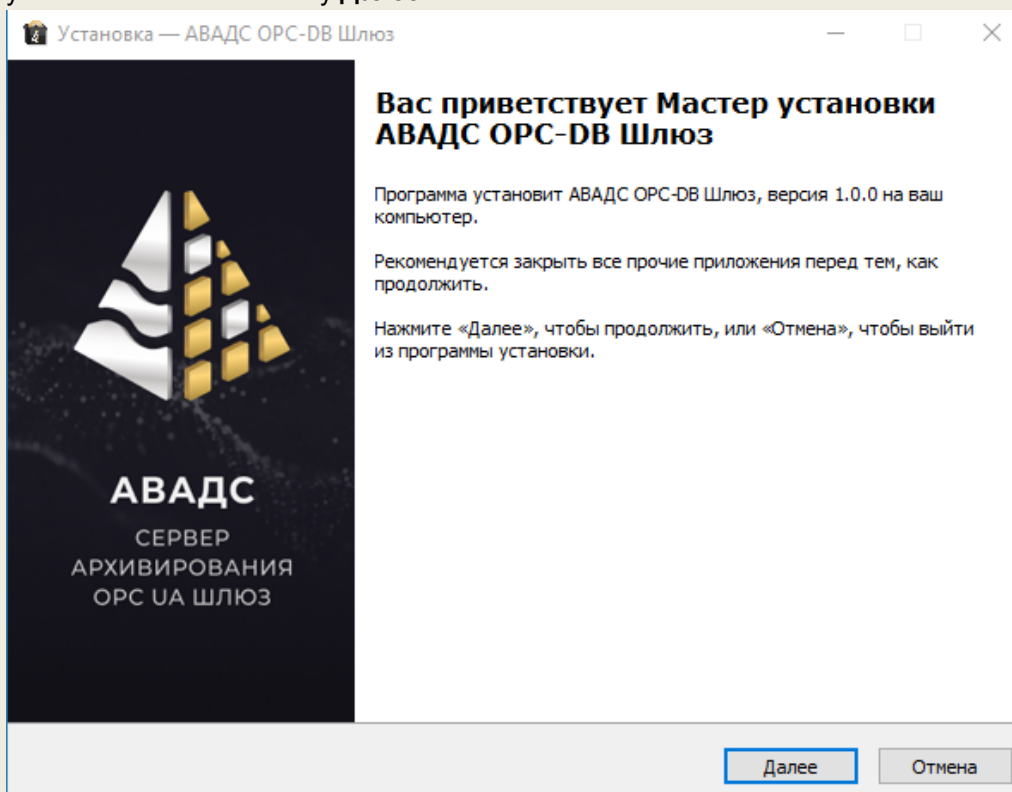 Установка — АВАДС OPC-DB Шлюз
Вас приветствует Мастер установки
АВАДС OPC-DB Шлюз
Программа установит АВАДС OPC-DB Шлюз, версия 1.0.0 на ваш
компьютер.
Рекомендуется закрыть все прочие приложения перед тем, как
продолжить.
Нажмите «Далее», чтобы продолжить, или «Отмена», чтобы выйти
из программы установки.
АВАДС
СЕРВЕР
АРХИВИРОВАНИЯ
OPC UA ШЛЮЗ
Далее
Отмена